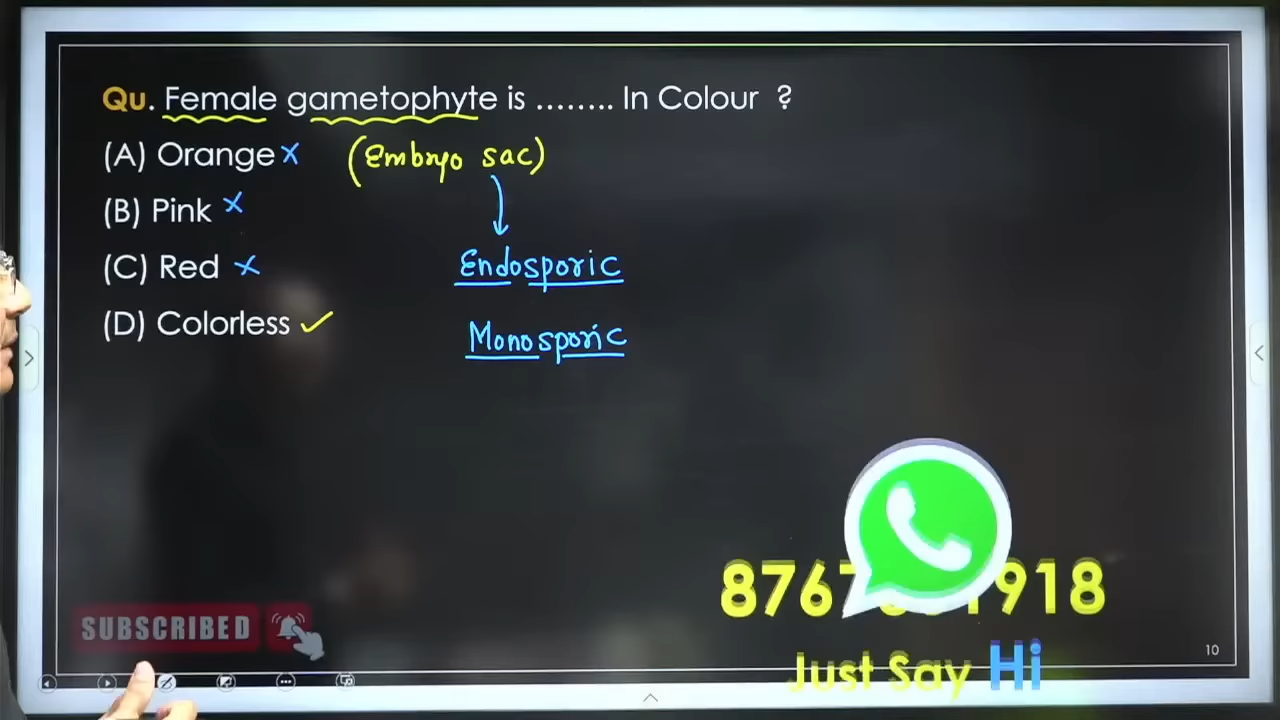 Qu. Female gametophyte is ........ In Colour ?
(A) Orange x (Embryo sac)
(B) Pink x
(C) Red x Endosporic
(D) Colorless ✓ Monosporic
918
SUBSCRIBED
10
Just Say Hi